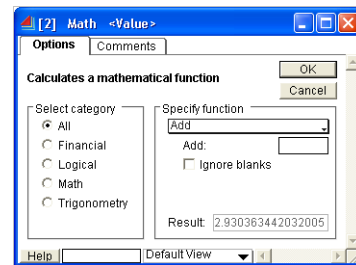 [2] Math <Value>
Options Comments
Calculates a mathematical function
OK
Cancel
Select category
All
Financial
Logical
Math
Trigonometry
Specify function
Add
Add:
Ignore blanks
Result: 2.930363442032005
Help Default View